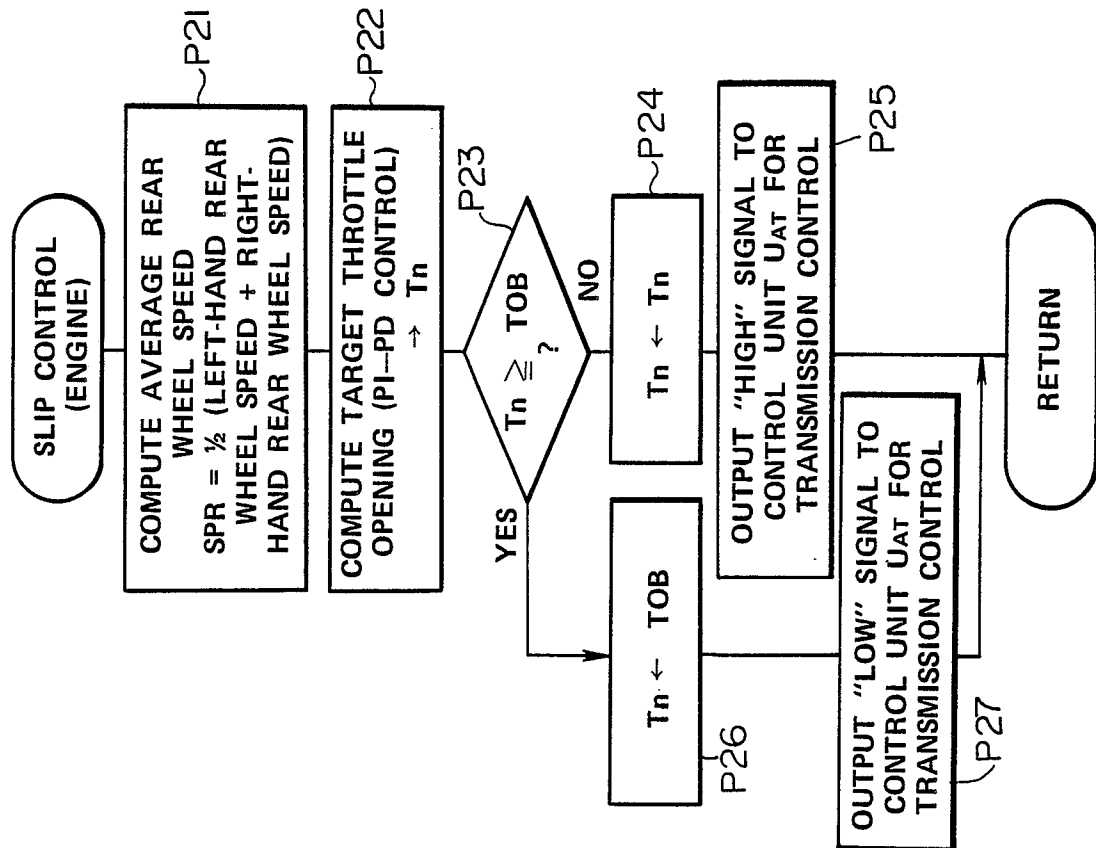 SLIP CONTROL
(ENGINE)
P21
COMPUTE AVERAGE REAR
WHEEL SPEED
SPR = ½ (LEFT-HAND REAR
WHEEL SPEED + RIGHT-
HAND REAR WHEEL SPEED)
P22
COMPUTE TARGET THROTTLE
OPENING (PI–PD CONTROL)
→ Tn
P23
Tn ≧ TOB
?
YES
NO
P24
Tn ← Tn
P25
OUTPUT "HIGH" SIGNAL TO
CONTROL UNIT UAT FOR
TRANSMISSION CONTROL
P26
Tn ← TOB
P27
OUTPUT "LOW" SIGNAL TO
CONTROL UNIT UAT FOR
TRANSMISSION CONTROL
RETURN